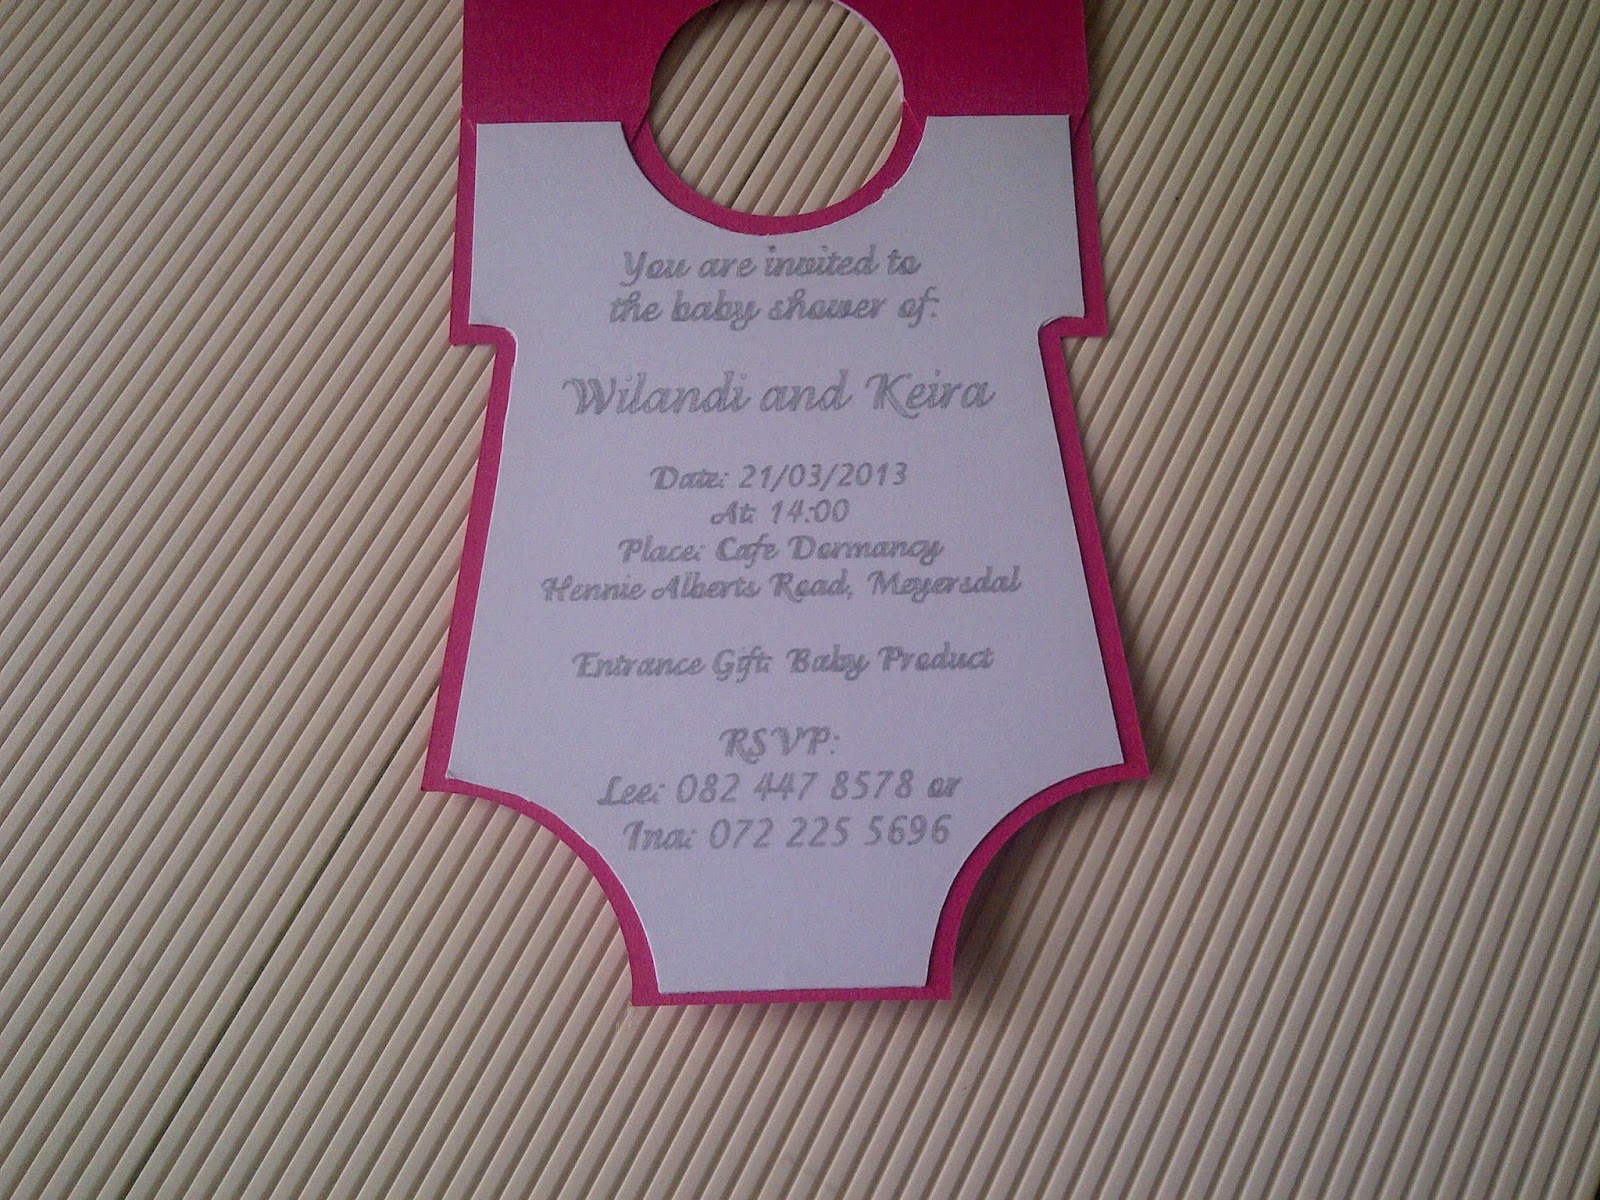 You are invited to
the baby shower of:
Wilandi and Keira
Date: 21/03/2013
At: 14:00
Place: Cafe Dormancy
Hennie Alberts Road, Meyersdal
Entrance Gift: Baby Product
RSVP:
Lee: 082 447 8578 or
Ina: 072 225 5696